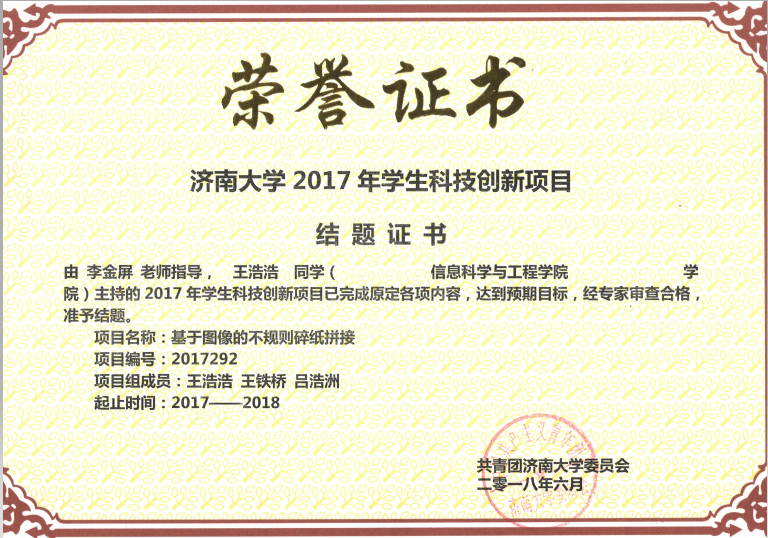 荣誉证书
济南大学 2017 年学生科技创新项目
结 题 证 书
由 李金屏 老师指导， 王浩浩 同学（ 信息科学与工程学院 学
院）主持的 2017 年学生科技创新项目已完成原定各项内容，达到预期目标，经专家审查合格，
准予结题。
项目名称：基于图像的不规则碎纸拼接
项目编号：2017292
项目组成员：王浩浩 王铁桥 吕浩洲
起止时间：2017——2018
共青团济南大学委员会
二零一八年六月